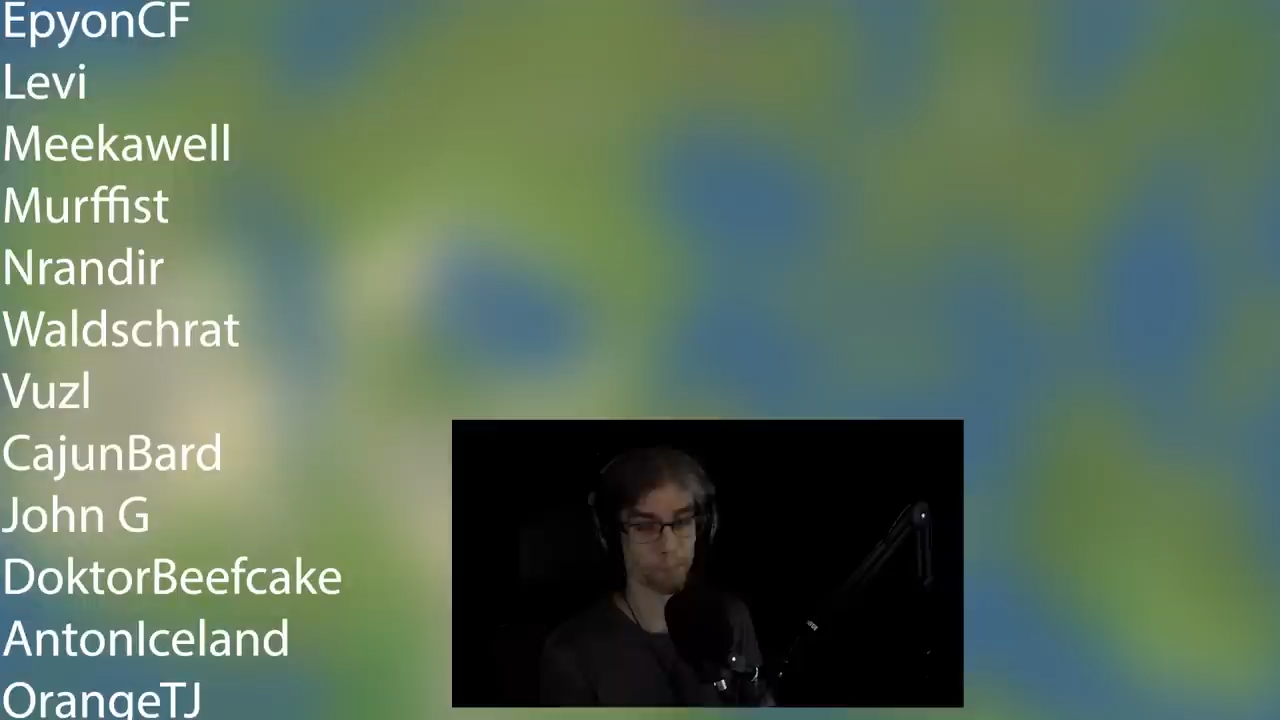 EpyonCF
Levi
Meekawell
Murffist
Nrandir
Waldschrat
Vuzl
CajunBard
John G
DoktorBeefcake
AntonIceland
OrangeTJ